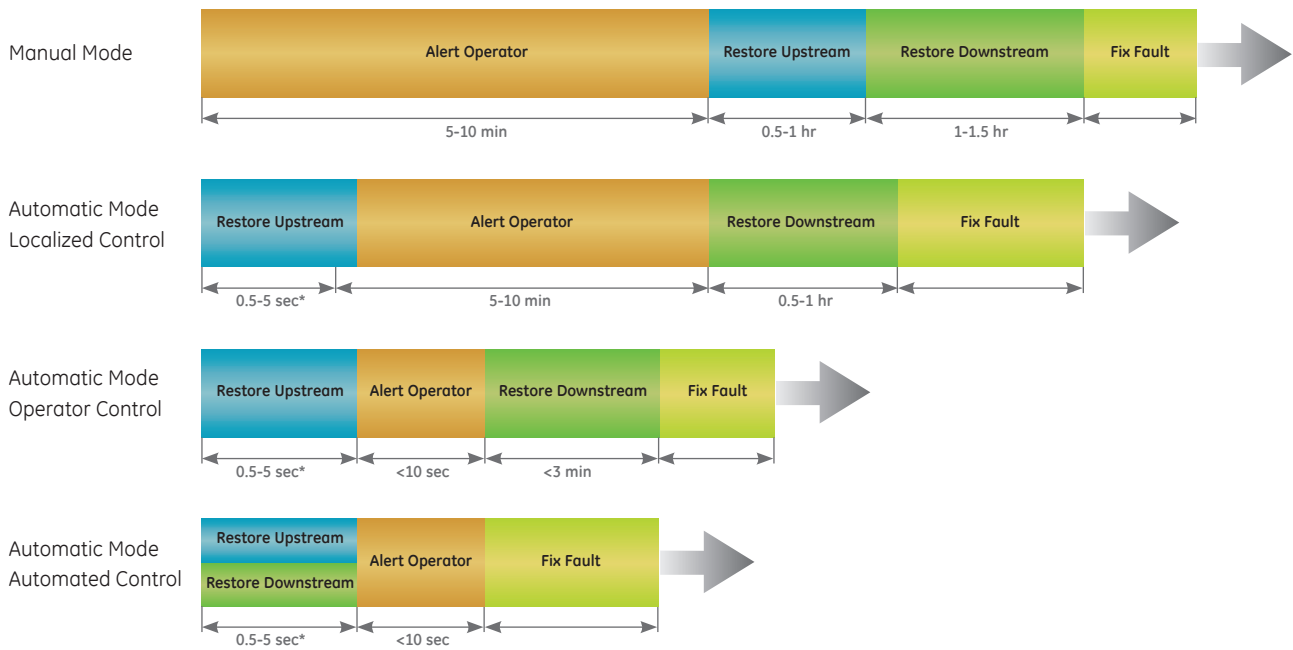 Manual Mode
Alert Operator
Restore Upstream
Restore Downstream
Fix Fault
5-10 min
0.5-1 hr
1-1.5 hr
Automatic Mode
Localized Control
Restore Upstream
Alert Operator
Restore Downstream
Fix Fault
0.5-5 sec*
5-10 min
0.5-1 hr
Automatic Mode
Operator Control
Restore Upstream
Alert Operator
Restore Downstream
Fix Fault
0.5-5 sec*
<10 sec
<3 min
Automatic Mode
Automated Control
Restore Upstream
Restore Downstream
Alert Operator
Fix Fault
0.5-5 sec*
<10 sec